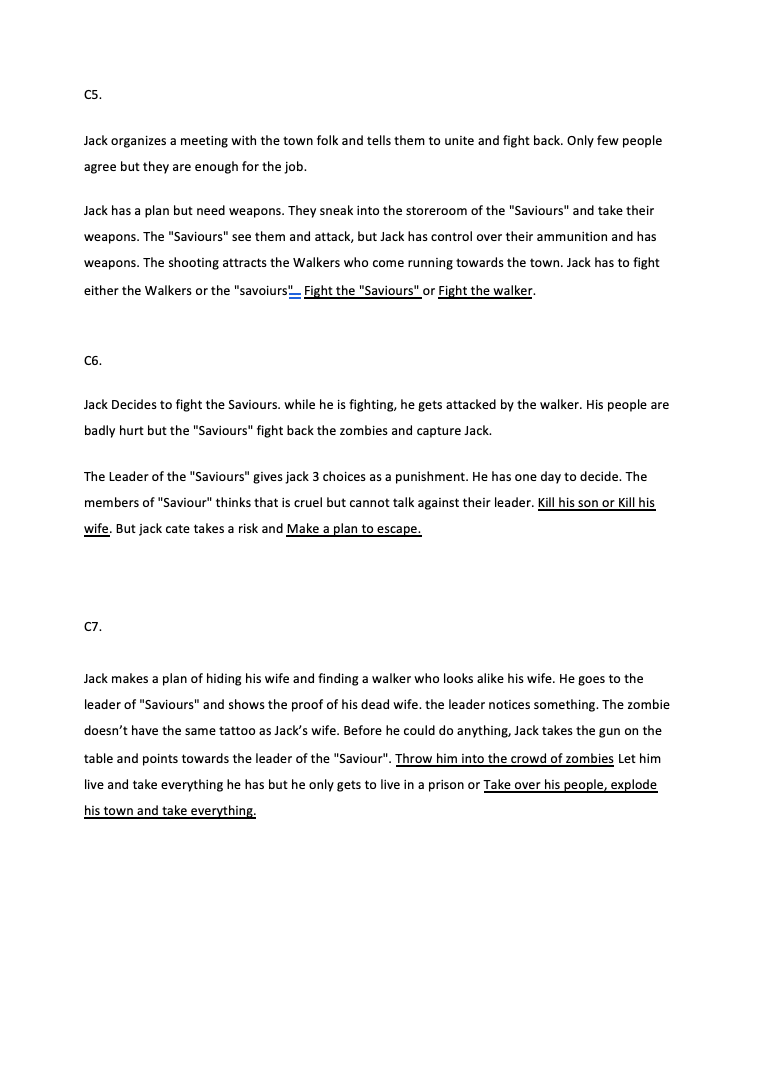 C5.
Jack organizes a meeting with the town folk and tells them to unite and fight back. Only few people
agree but they are enough for the job.
Jack has a plan but need weapons. They sneak into the storeroom of the "Saviours" and take their
weapons. The "Saviours" see them and attack, but Jack has control over their ammunition and has
weapons. The shooting attracts the Walkers who come running towards the town. Jack has to fight
either the Walkers or the "savoiurs". Fight the "Saviours" or Fight the walker.
C6.
Jack Decides to fight the Saviours. while he is fighting, he gets attacked by the walker. His people are
badly hurt but the "Saviours" fight back the zombies and capture Jack.
The Leader of the "Saviours" gives jack 3 choices as a punishment. He has one day to decide. The
members of "Saviour" thinks that is cruel but cannot talk against their leader. Kill his son or Kill his
wife. But jack cate takes a risk and Make a plan to escape.
C7.
Jack makes a plan of hiding his wife and finding a walker who looks alike his wife. He goes to the
leader of "Saviours" and shows the proof of his dead wife. the leader notices something. The zombie
doesn't have the same tattoo as Jack's wife. Before he could do anything, Jack takes the gun on the
table and points towards the leader of the "Saviour". Throw him into the crowd of zombies Let him
live and take everything he has but he only gets to live in a prison or Take over his people, explode
his town and take everything.